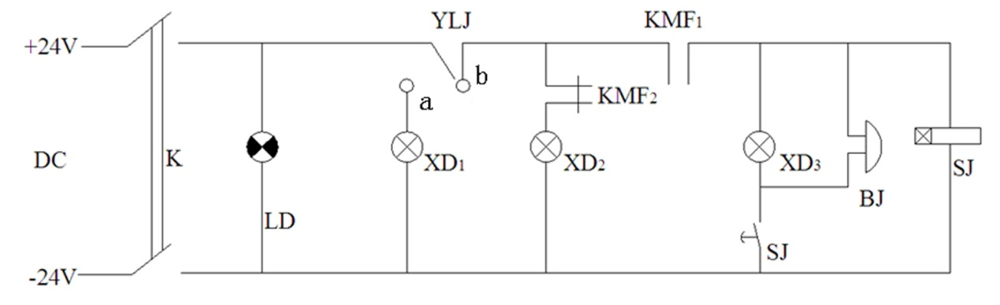 YLJ
KMF₁
+24V
b
a
KMF₂
DC
K
XD₁
XD₂
XD₃
SJ
BJ
LD
SJ
-24V